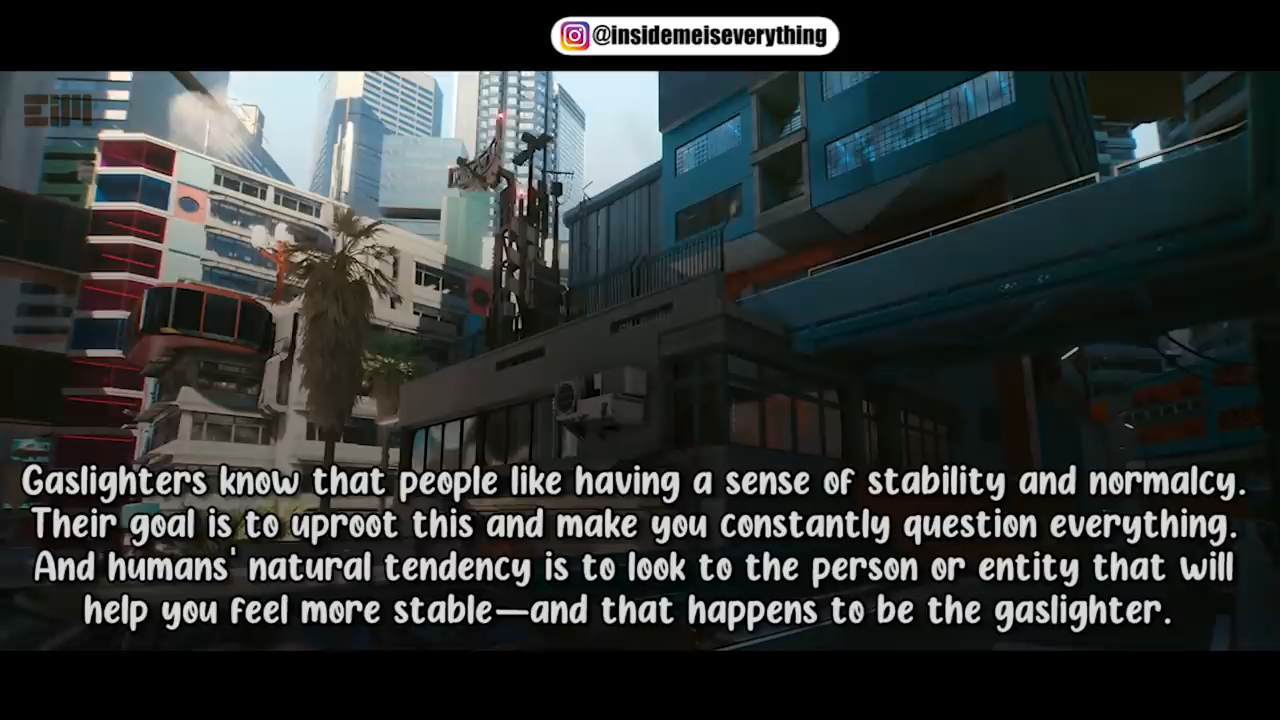 @insidemeiseverything
EIM
Gaslighters know that people like having a sense of stability and normalcy.
Their goal is to uproot this and make you constantly question everything.
And humans' natural tendency is to look to the person or entity that will
help you feel more stable—and that happens to be the gaslighter.